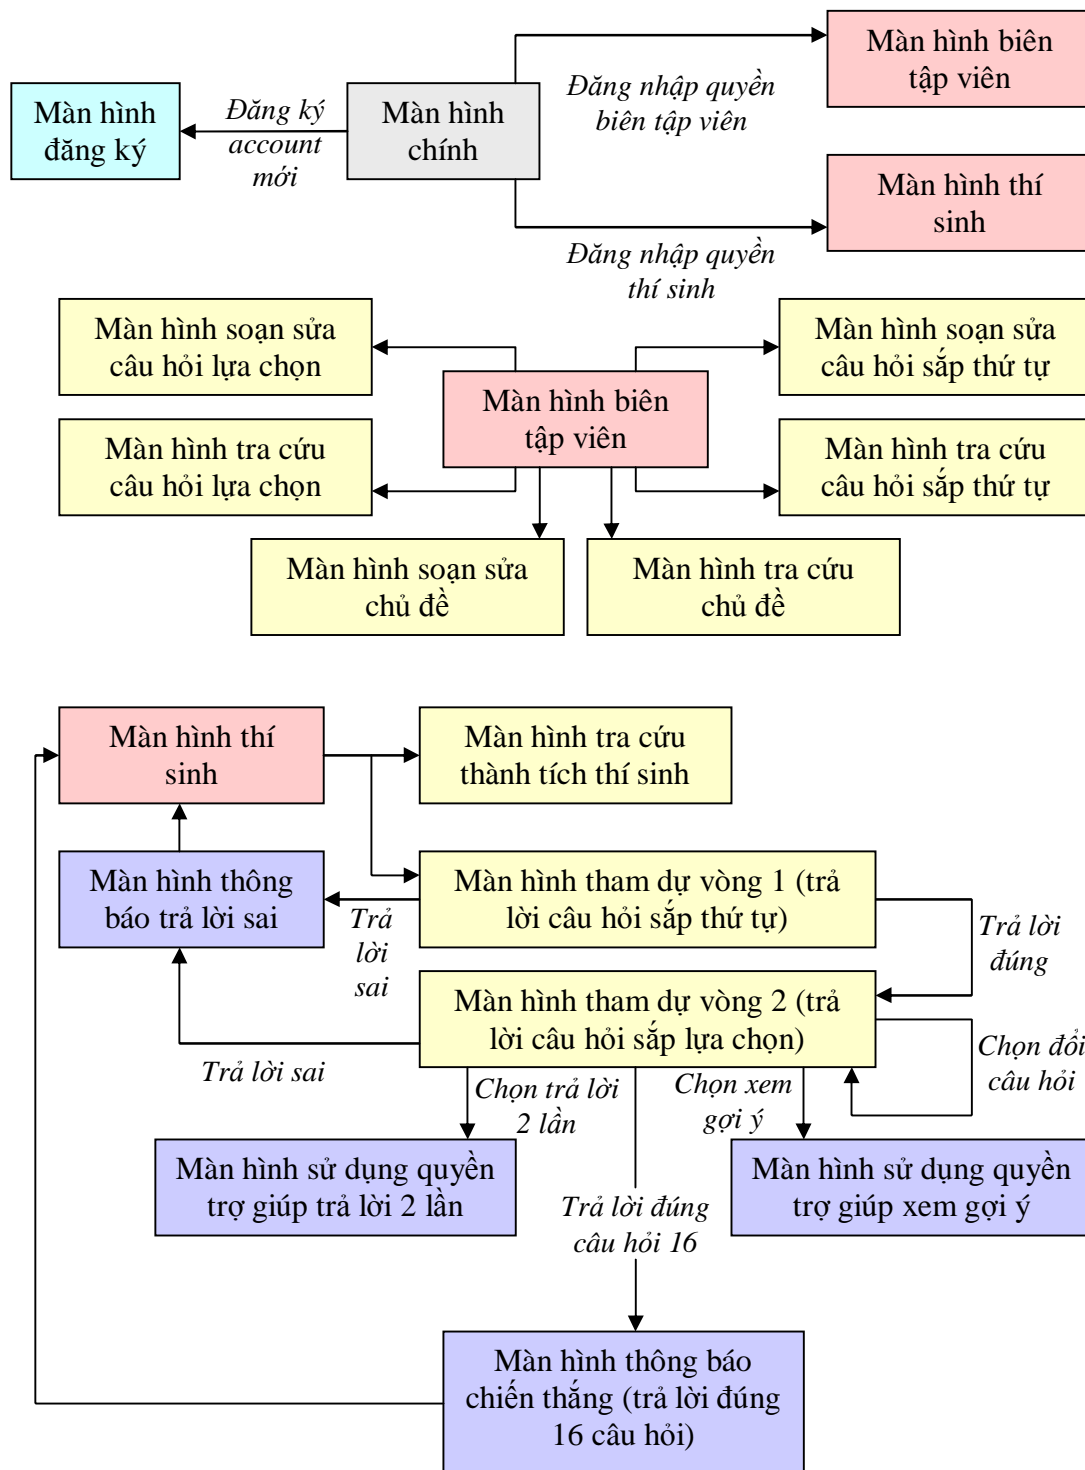 Màn hình biên
tập viên
Đăng nhập quyền
biên tập viên
Màn hình
đăng ký
Đăng ký
account
mới
Màn hình
chính
Màn hình thí
sinh
Đăng nhập quyền
thí sinh
Màn hình soạn sửa
câu hỏi lựa chọn
Màn hình soạn sửa
câu hỏi sắp thứ tự
Màn hình biên
tập viên
Màn hình tra cứu
câu hỏi lựa chọn
Màn hình tra cứu
câu hỏi sắp thứ tự
Màn hình soạn sửa
chủ đề
Màn hình tra cứu
chủ đề
Màn hình thí
sinh
Màn hình tra cứu
thành tích thí sinh
Màn hình thông
báo trả lời sai
Trả
lời
sai
Màn hình tham dự vòng 1 (trả
lời câu hỏi sắp thứ tự)
Trả lời
đúng
Màn hình tham dự vòng 2 (trả
lời câu hỏi sắp lựa chọn)
Trả lời sai
Chọn đổi
câu hỏi
Chọn trả lời
2 lần
Chọn xem
gợi ý
Màn hình sử dụng quyền
trợ giúp trả lời 2 lần
Trả lời đúng
câu hỏi 16
Màn hình sử dụng quyền
trợ giúp xem gợi ý
Màn hình thông báo
chiến thắng (trả lời đúng
16 câu hỏi)